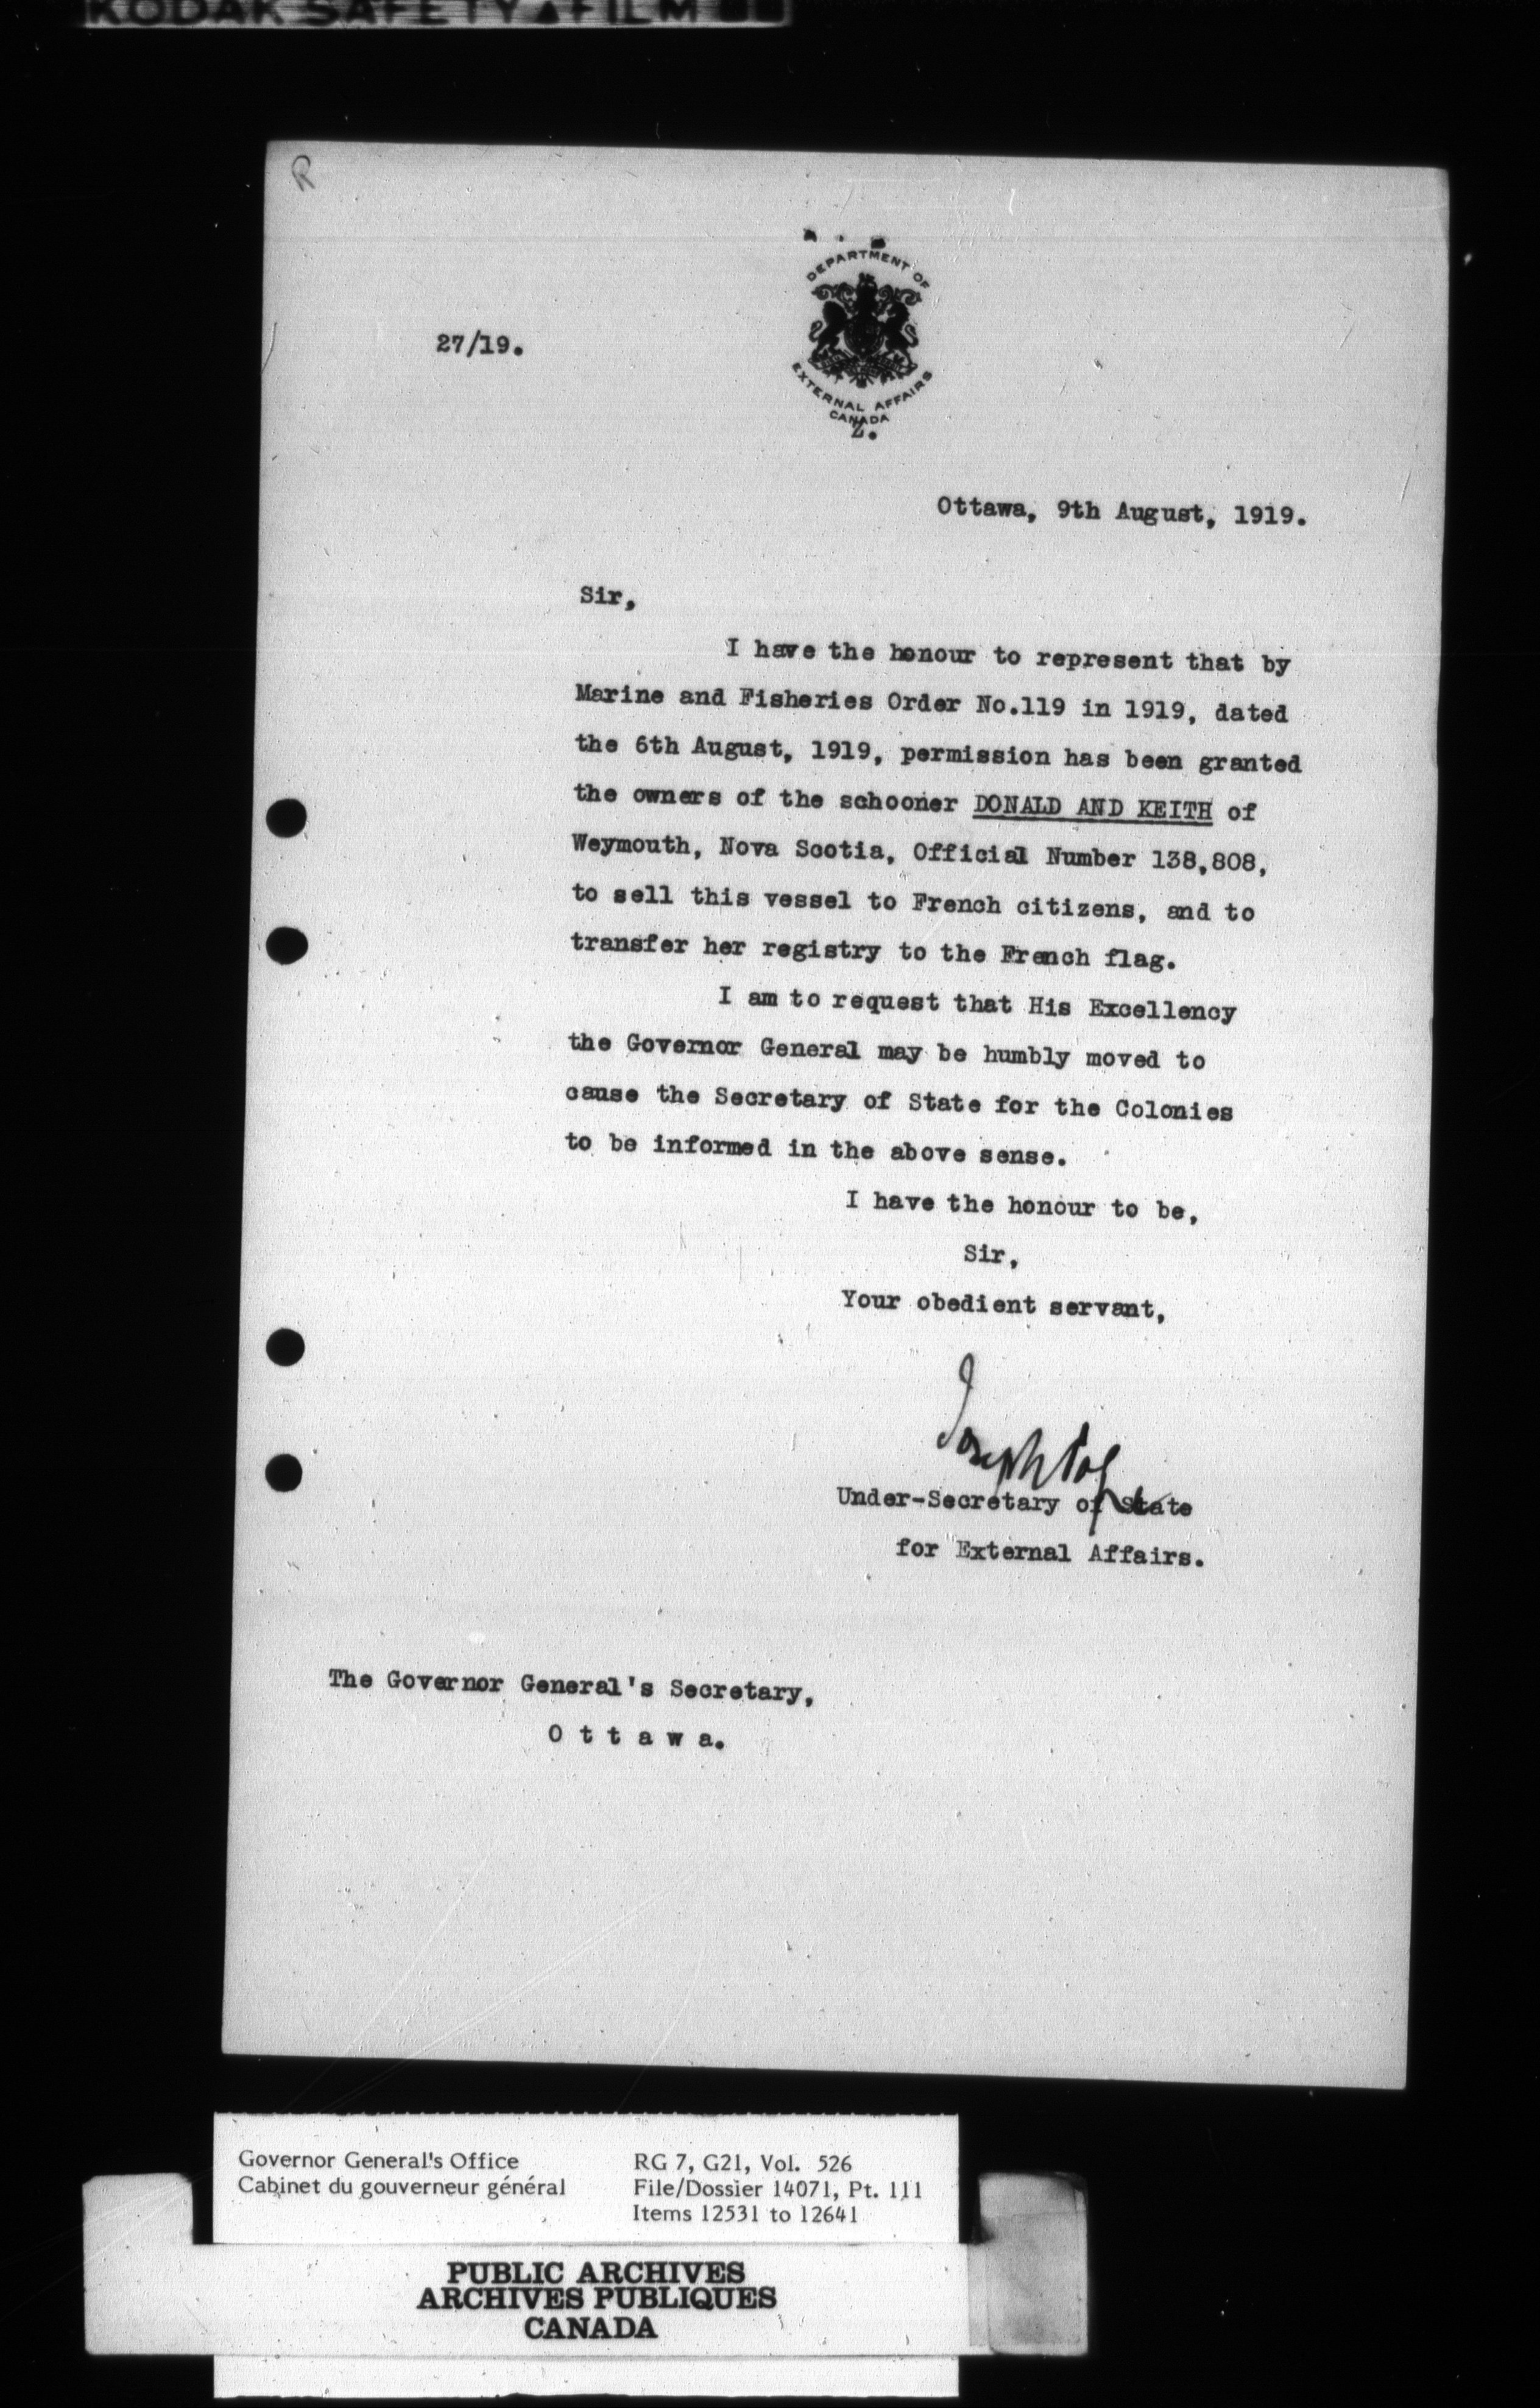 KODAK SAFETY FILM
R
DEPARTMENT OF
EXTERNAL AFFAIRS
CANADA
27/19.
2.
Ottawa, 9th August, 1919.
Sir,
I have the honour to represent that by
Marine and Fisheries Order No.119 in 1919, dated
the 6th August, 1919, permission has been granted
the owners of the schooner DONALD AND KEITH of
Weymouth, Nova Scotia, Official Number 138,808,
to sell this vessel to French citizens, and to
transfer her registry to the French flag.
I am to request that His Excellency
the Governor General may be humbly moved to
cause the Secretary of State for the Colonies
to be informed in the above sense.
I have the honour to be,
Sir,
Your obedient servant,
Joseph Pope
Under-Secretary of State
for External Affairs.
The Governor General's Secretary,
O t t a w a.
Governor General's Office
Cabinet du gouverneur général
RG 7, G21, Vol. 526
File/Dossier 14071, Pt. 111
Items 12531 to 12641
PUBLIC ARCHIVES
ARCHIVES PUBLIQUES
CANADA